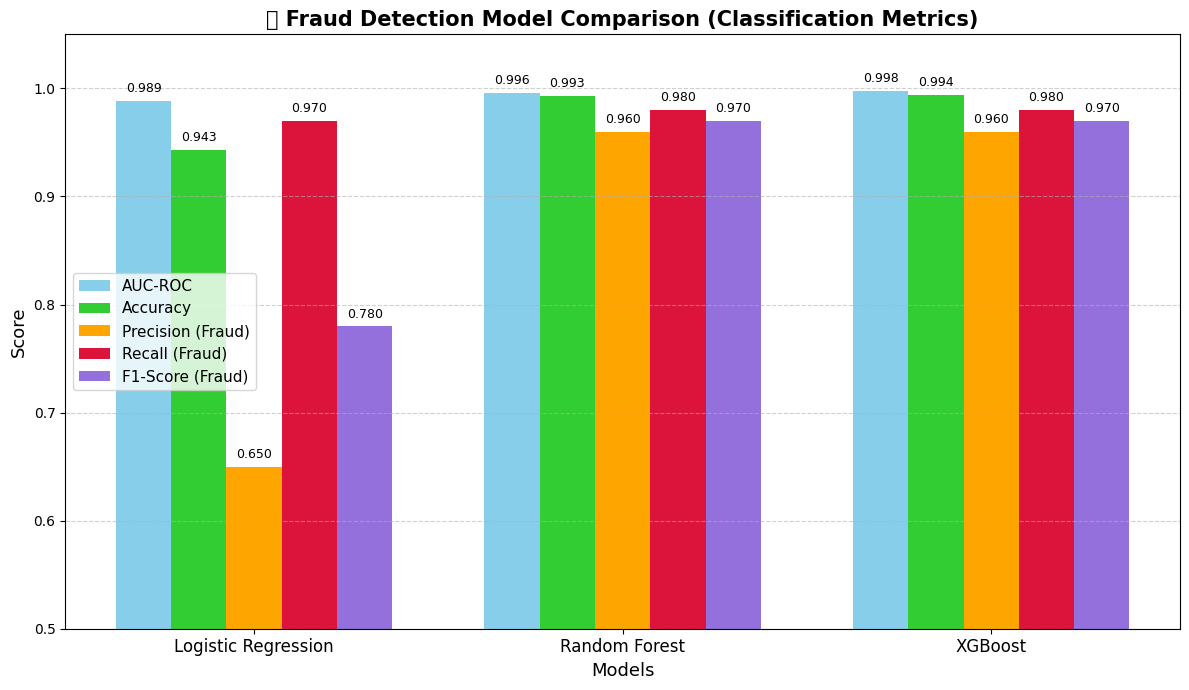 Fraud Detection Model Comparison (Classification Metrics)
Score
1.0
0.9
0.8
0.7
0.6
0.5
0.989
0.943
0.650
0.970
0.780
0.996
0.993
0.960
0.980
0.970
0.998
0.994
0.960
0.980
0.970
AUC-ROC
Accuracy
Precision (Fraud)
Recall (Fraud)
F1-Score (Fraud)
Logistic Regression
Random Forest
XGBoost
Models